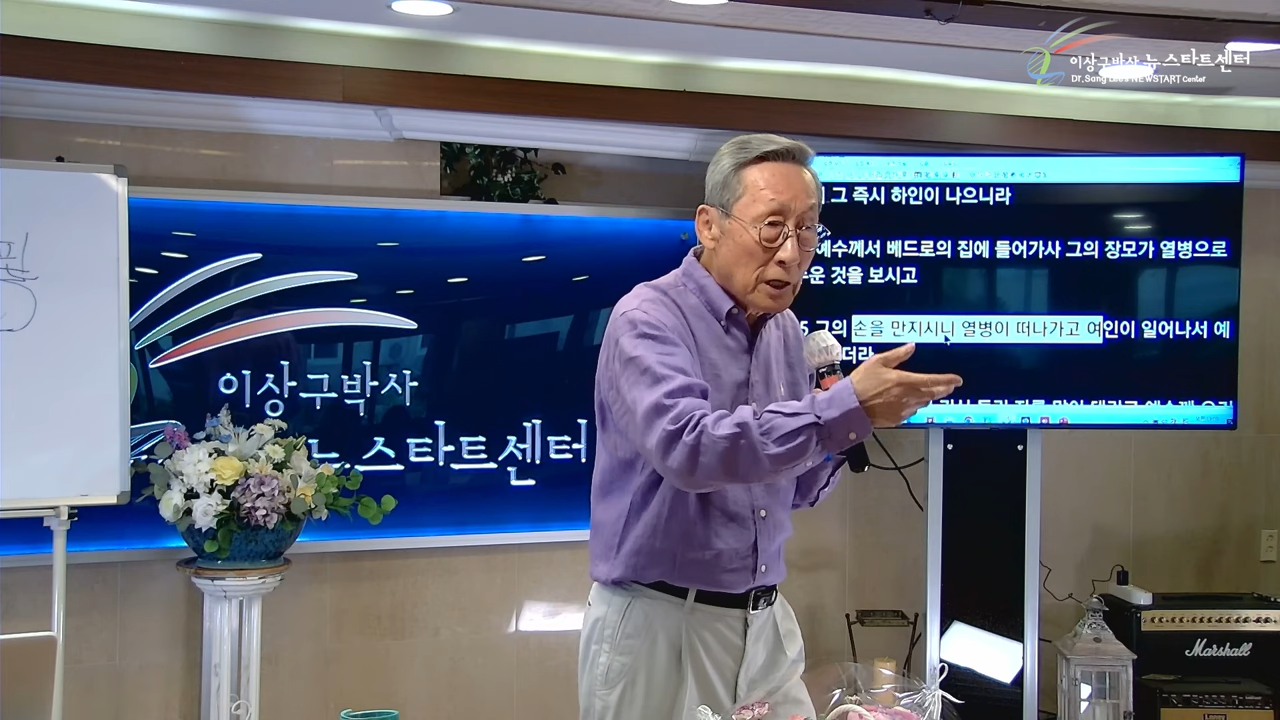 이상구박사 뉴스타트센터
Dr. Sang Lee's NEWSTART Center
그 즉시 하인이 나으니라
예수께서 베드로의 집에 들어가사 그의 장모가 열병으로
운 것을 보시고
5 그의 손을 만지시니 열병이 떠나가고 여인이 일어나서 예
더라
이상구박사
뉴스타트센터
Marshall